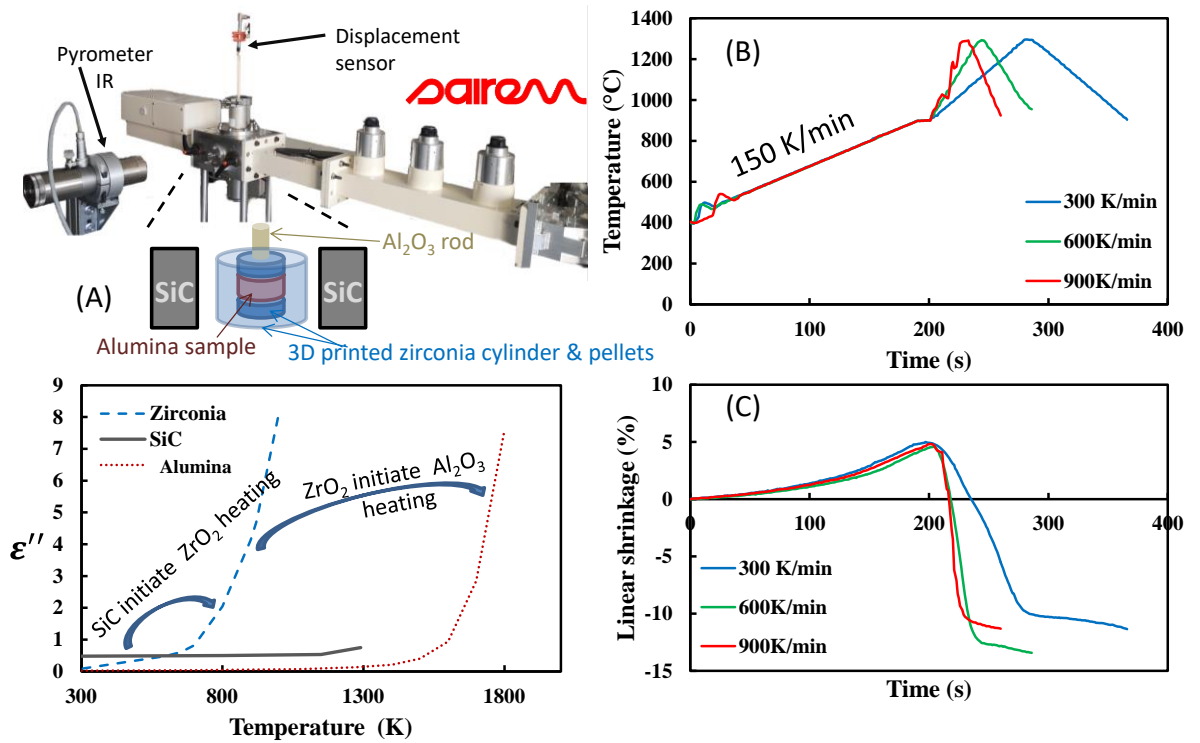 Pyrometer
IR
Displacement
sensor
sairem
Al₂O₃ rod
SiC
SiC
(A)
Alumina sample
3D printed zirconia cylinder & pellets
(B)
Temperature (°C)
1400
1200
1000
800
600
400
200
0
150 K/min
300 K/min
600K/min
900K/min
0
100
200
300
400
Time (s)
ε′′
9
8
7
6
5
4
3
2
1
0
Zirconia
SiC
Alumina
SiC initiate ZrO₂ heating
ZrO₂ initiate Al₂O₃
heating
300
800
1300
1800
Temperature (K)
(C)
Linear shrinkage (%)
10
5
0
-5
-10
-15
0
100
200
300
400
300 K/min
600K/min
900K/min
Time (s)